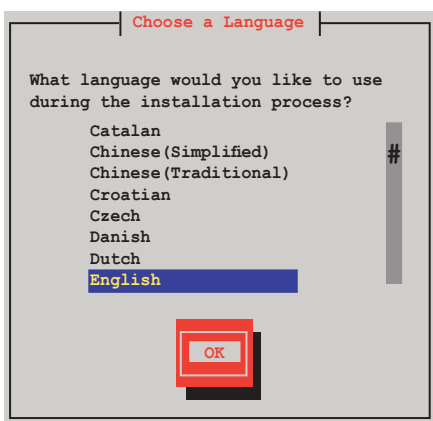 Choose a Language
What language would you like to use
during the installation process?
Catalan
Chinese(Simplified)
#
Chinese(Traditional)
Croatian
Czech
Danish
Dutch
English
OK